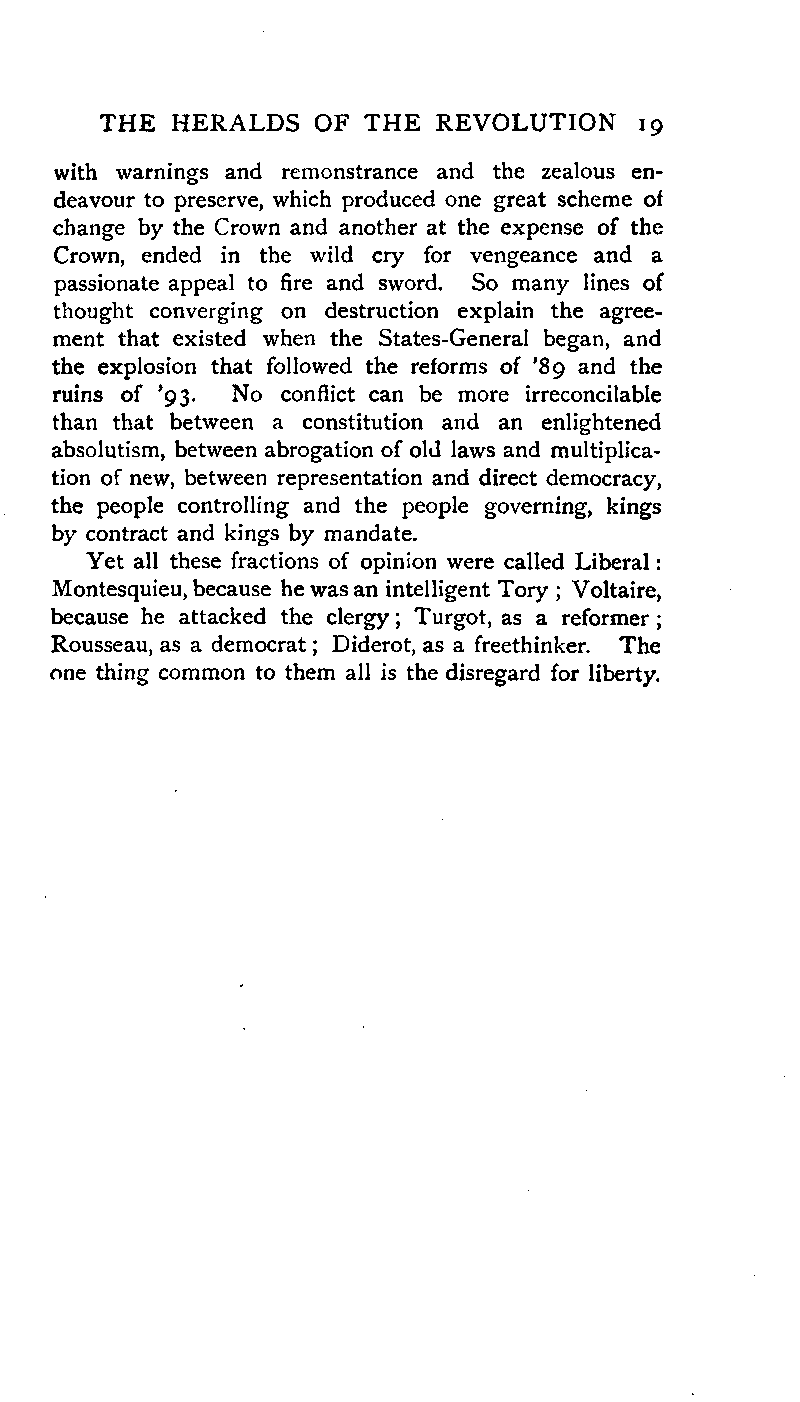 THE HERALDS OF THE REVOLUTION 19
with warnings and remonstrance and the zealous en-
deavour to preserve, which produced one great scheme of
change by the Crown and another at the expense of the
Crown, ended in the wild cry for vengeance and a
passionate appeal to fire and sword. So many lines of
thought converging on destruction explain the agree-
ment that existed when the States-General began, and
the explosion that followed the reforms of '89 and the
ruins of '93. No conflict can be more irreconcilable
than that between a constitution and an enlightened
absolutism, between abrogation of old laws and multiplica-
tion of new, between representation and direct democracy,
the people controlling and the people governing, kings
by contract and kings by mandate.
Yet all these fractions of opinion were called Liberal :
Montesquieu, because he was an intelligent Tory ; Voltaire,
because he attacked the clergy ; Turgot, as a reformer ;
Rousseau, as a democrat ; Diderot, as a freethinker. The
one thing common to them all is the disregard for liberty.